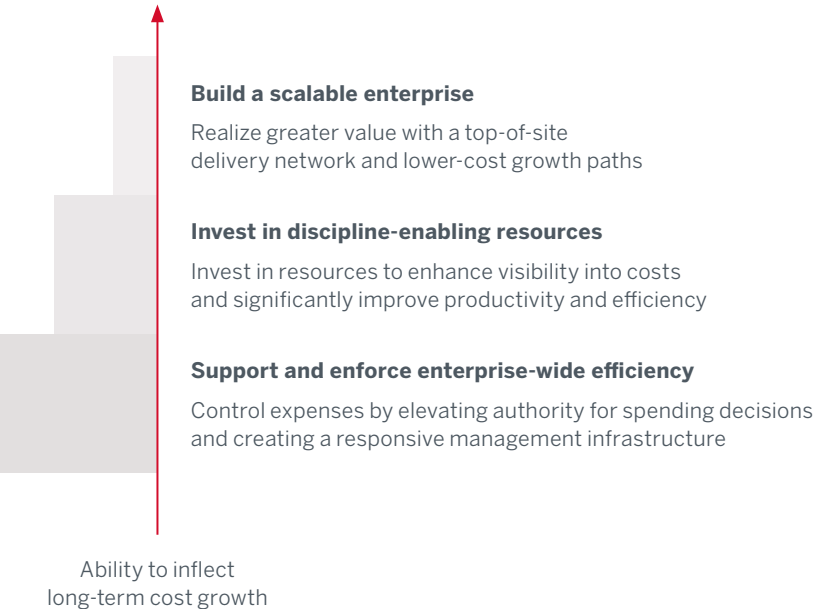 Build a scalable enterprise
Realize greater value with a top-of-site
delivery network and lower-cost growth paths
Invest in discipline-enabling resources
Invest in resources to enhance visibility into costs
and significantly improve productivity and efficiency
Support and enforce enterprise-wide efficiency
Control expenses by elevating authority for spending decisions
and creating a responsive management infrastructure
Ability to inflect
long-term cost growth